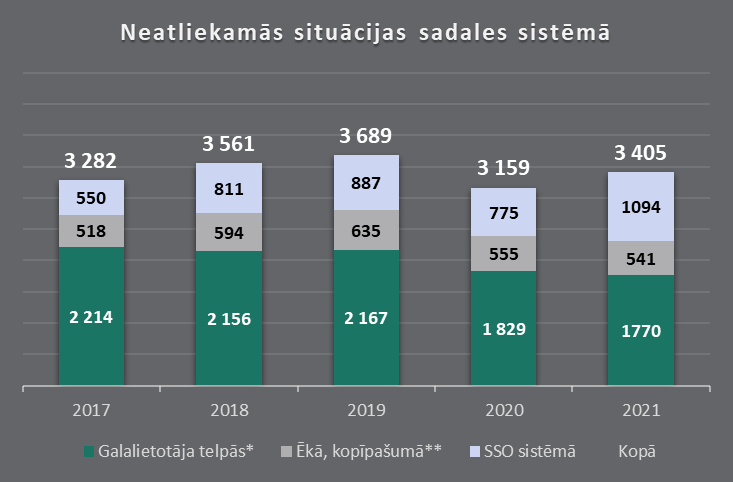 Neatliekamās situācijas sadales sistēmā
3 282 3 561 3 689 3 159 3 405
550 811 887 775 1094
518 594 635 555 541
2 214 2 156 2 167 1 829 1770
2017 2018 2019 2020 2021
Galalietotāja telpās* Ēkā, kopīpašumā** SSO sistēmā Kopā